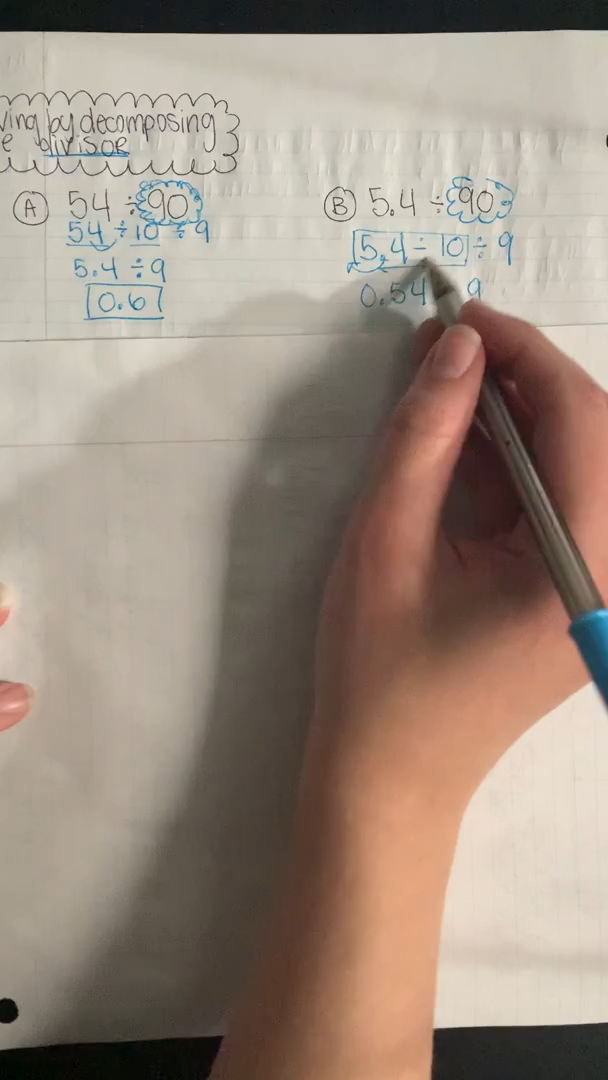 by decomposing
divisor
A 54 ÷ 90
54 ÷ 10 ÷ 9
5.4 ÷ 9
0.6
B 5.4 ÷ 90
5.4 ÷ 10 ÷ 9
0.54 9